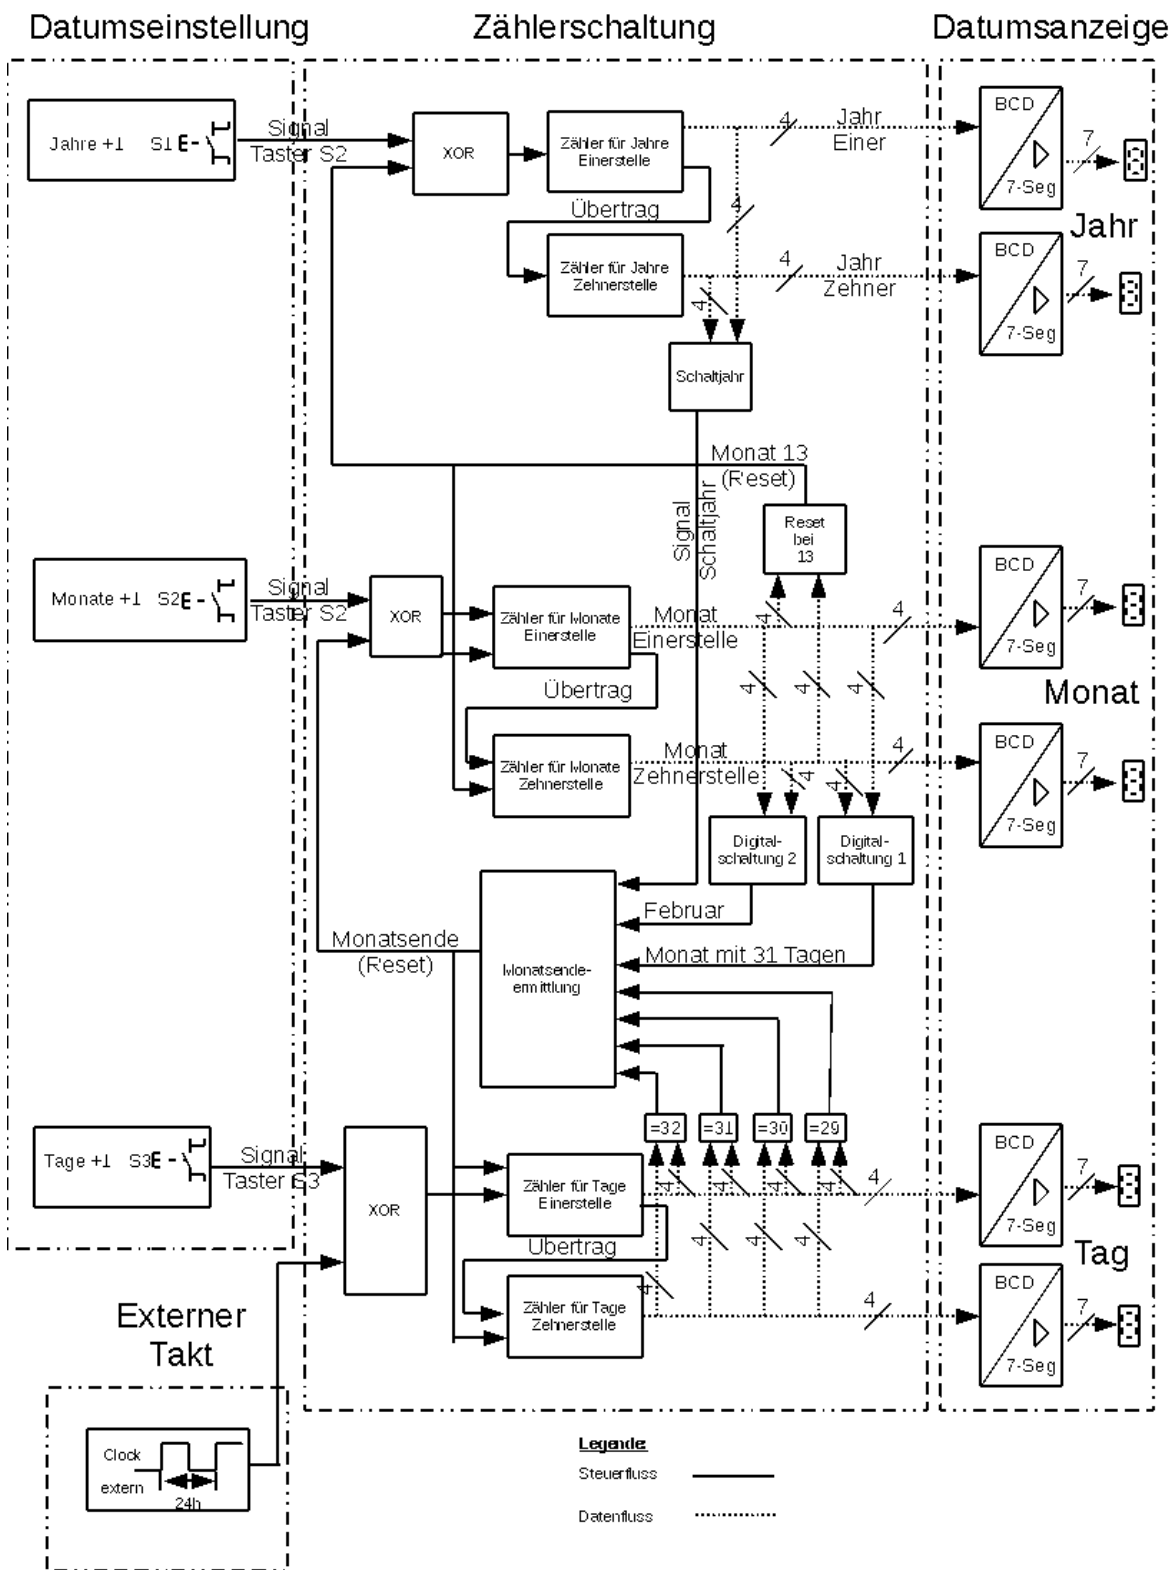 Datumseinstellung
Zählerschaltung
Datumsanzeige
Jahre +1 S1
Signal
Taster S2
XOR
Zähler für Jahre
Einerstelle
4
Jahr
Einer
BCD
7-Seg
7
Übertrag
4
Jahr
Zähler für Jahre
Zehnerstelle
4
4
Jahr
Zehner
BCD
7-Seg
7
Schaltjahr
Monat 13
(Reset)
Signal
Schaltjahr
Reset
bei
13
Monate +1 S2
Signal
Taster S2
XOR
Zähler für Monate
Einerstelle
Monat
Einerstelle
4
4
BCD
7-Seg
7
Übertrag
4
4
4
Monat
Zähler für Monate
Zehnerstelle
Monat
Zehnerstelle
4
4
4
BCD
7-Seg
7
Digital-
schaltung 2
Digital-
schaltung 1
Februar
Monatsende
(Reset)
Monat mit 31 Tagen
Monatsende-
ermittlung
=32
=31
=30
=29
Tage +1 S3
Signal
Taster S3
XOR
Zähler für Tage
Einerstelle
4
4
4
4
4
BCD
7-Seg
7
Übertrag
4
4
4
4
Tag
Zähler für Tage
Zehnerstelle
4
BCD
7-Seg
7
Externer
Takt
Clock
extern
24h
Legende:
Steuerfluss
Datenfluss